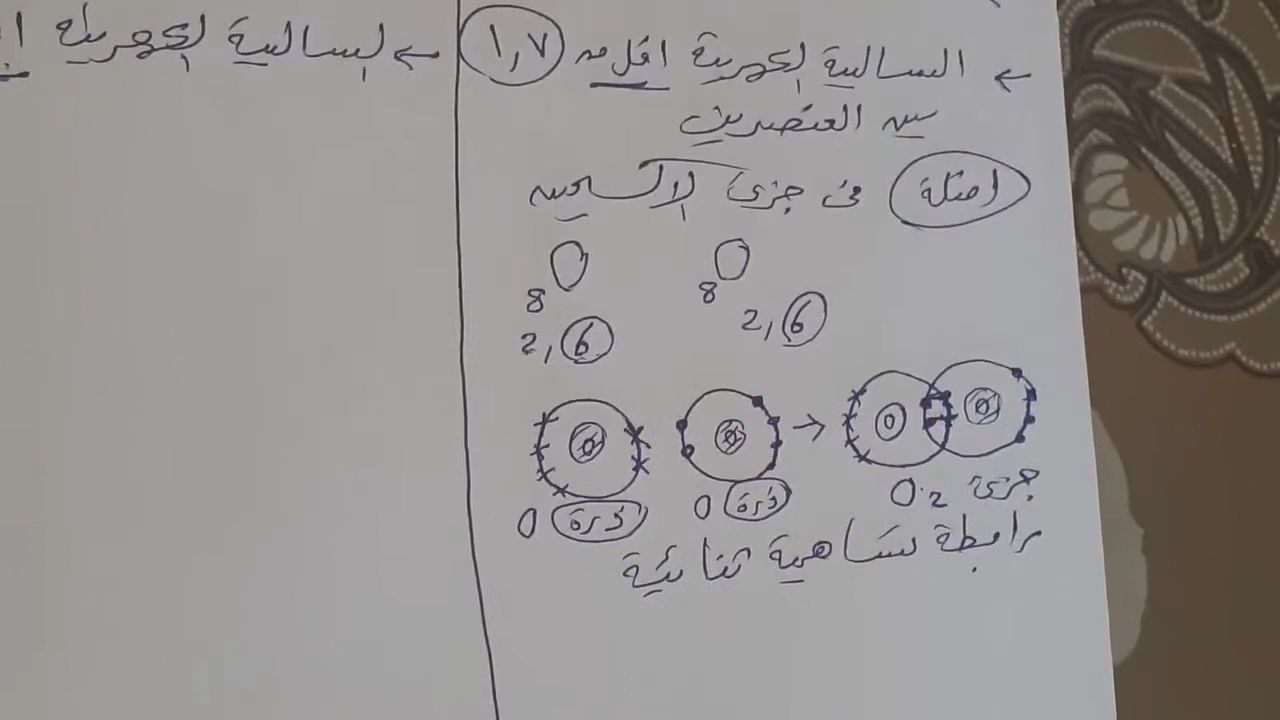 ← السالبية الكهربية اقل من ١,٧
بين العنصرين
امثلة في جزئ الاكسجين
8O 8O
2,6 2,6
O ذرة O ذرة → O2 جزئ
رابطة تساهمية ثنائية
← السالبية الكهربية